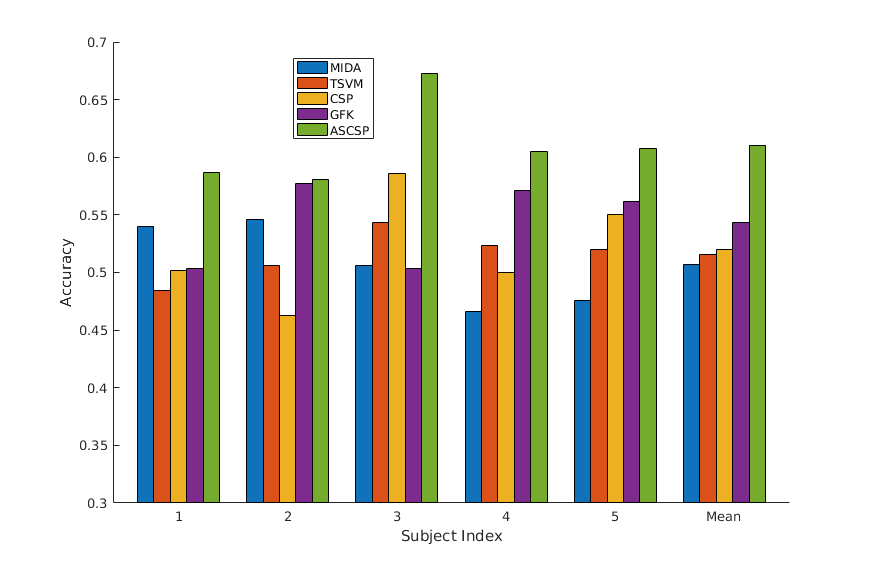 0.7
0.65
0.6
0.55
0.5
0.45
0.4
0.35
0.3
Accuracy
MIDA
TSVM
CSP
GFK
ASCSP
1 2 3 4 5 Mean
Subject Index